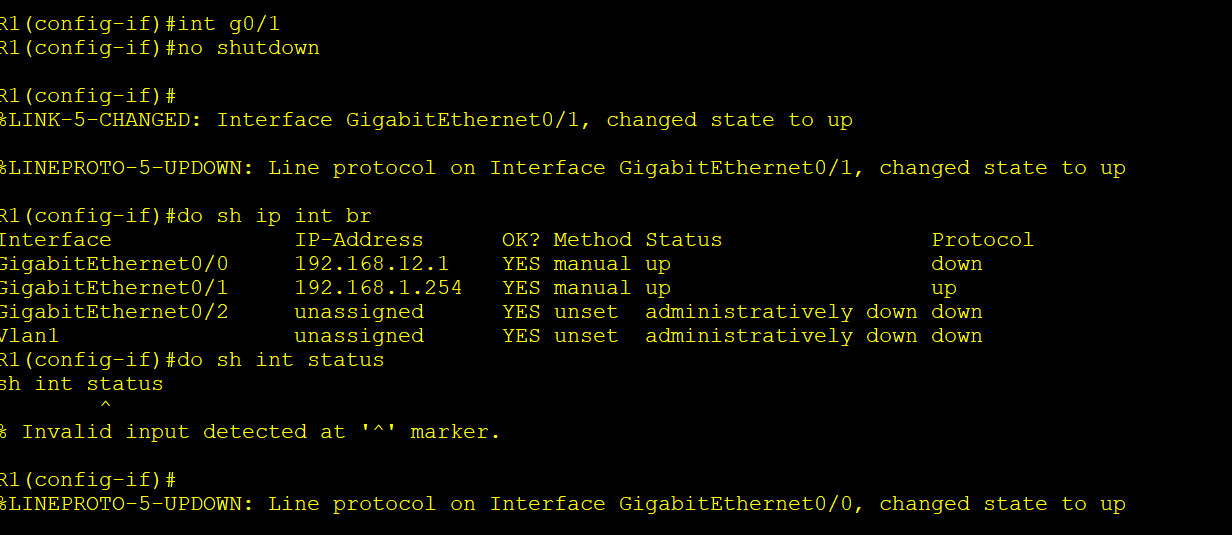 R1(config-if)#int g0/1
R1(config-if)#no shutdown
R1(config-if)#
%LINK-5-CHANGED: Interface GigabitEthernet0/1, changed state to up
%LINEPROTO-5-UPDOWN: Line protocol on Interface GigabitEthernet0/1, changed state to up
R1(config-if)#do sh ip int br
Interface IP-Address OK? Method Status Protocol
GigabitEthernet0/0 192.168.12.1 YES manual up down
GigabitEthernet0/1 192.168.1.254 YES manual up up
GigabitEthernet0/2 unassigned YES unset administratively down down
Vlan1 unassigned YES unset administratively down down
R1(config-if)#do sh int status
sh int status
^
% Invalid input detected at '^' marker.
R1(config-if)#
%LINEPROTO-5-UPDOWN: Line protocol on Interface GigabitEthernet0/0, changed state to up